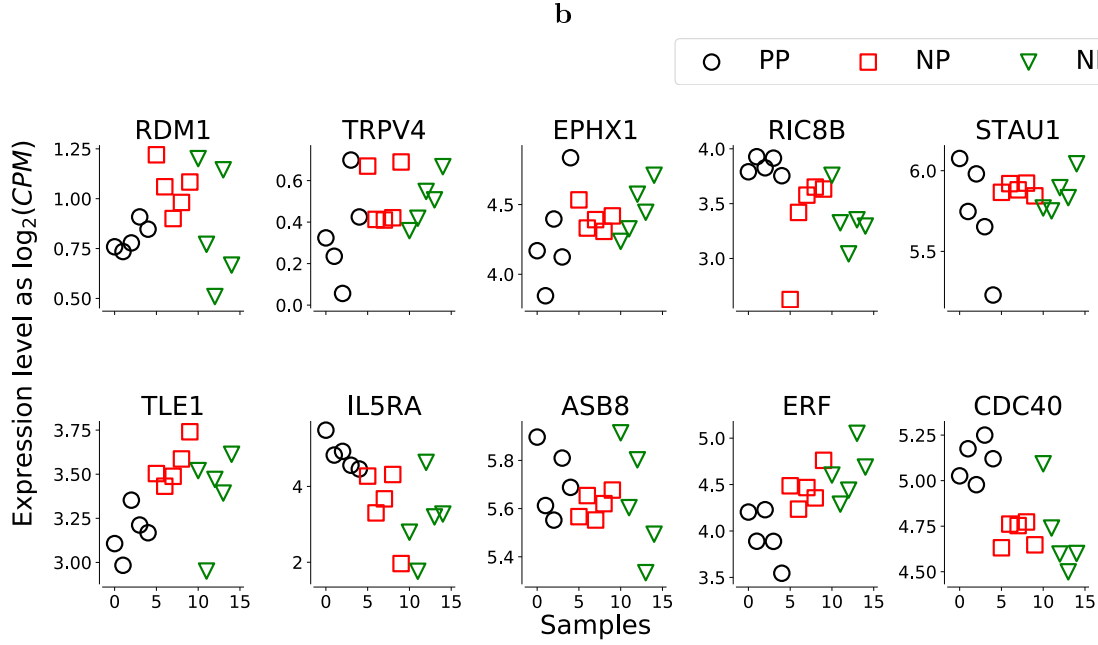 b
PP NP
RDM1 TRPV4 EPHX1 RIC8B STAU1
Expression level as log2(CPM)
1.25 1.00 0.75 0.50
0.6 0.4 0.2 0.0
4.5 4.0
4.0 3.5 3.0
6.0 5.5
TLE1 IL5RA ASB8 ERF CDC40
3.75 3.50 3.25 3.00
4 2
5.8 5.6 5.4
5.0 4.5 4.0 3.5
5.25 5.00 4.75 4.50
0 5 10 15 0 5 10 15 0 5 10 15 0 5 10 15 0 5 10 15
Samples